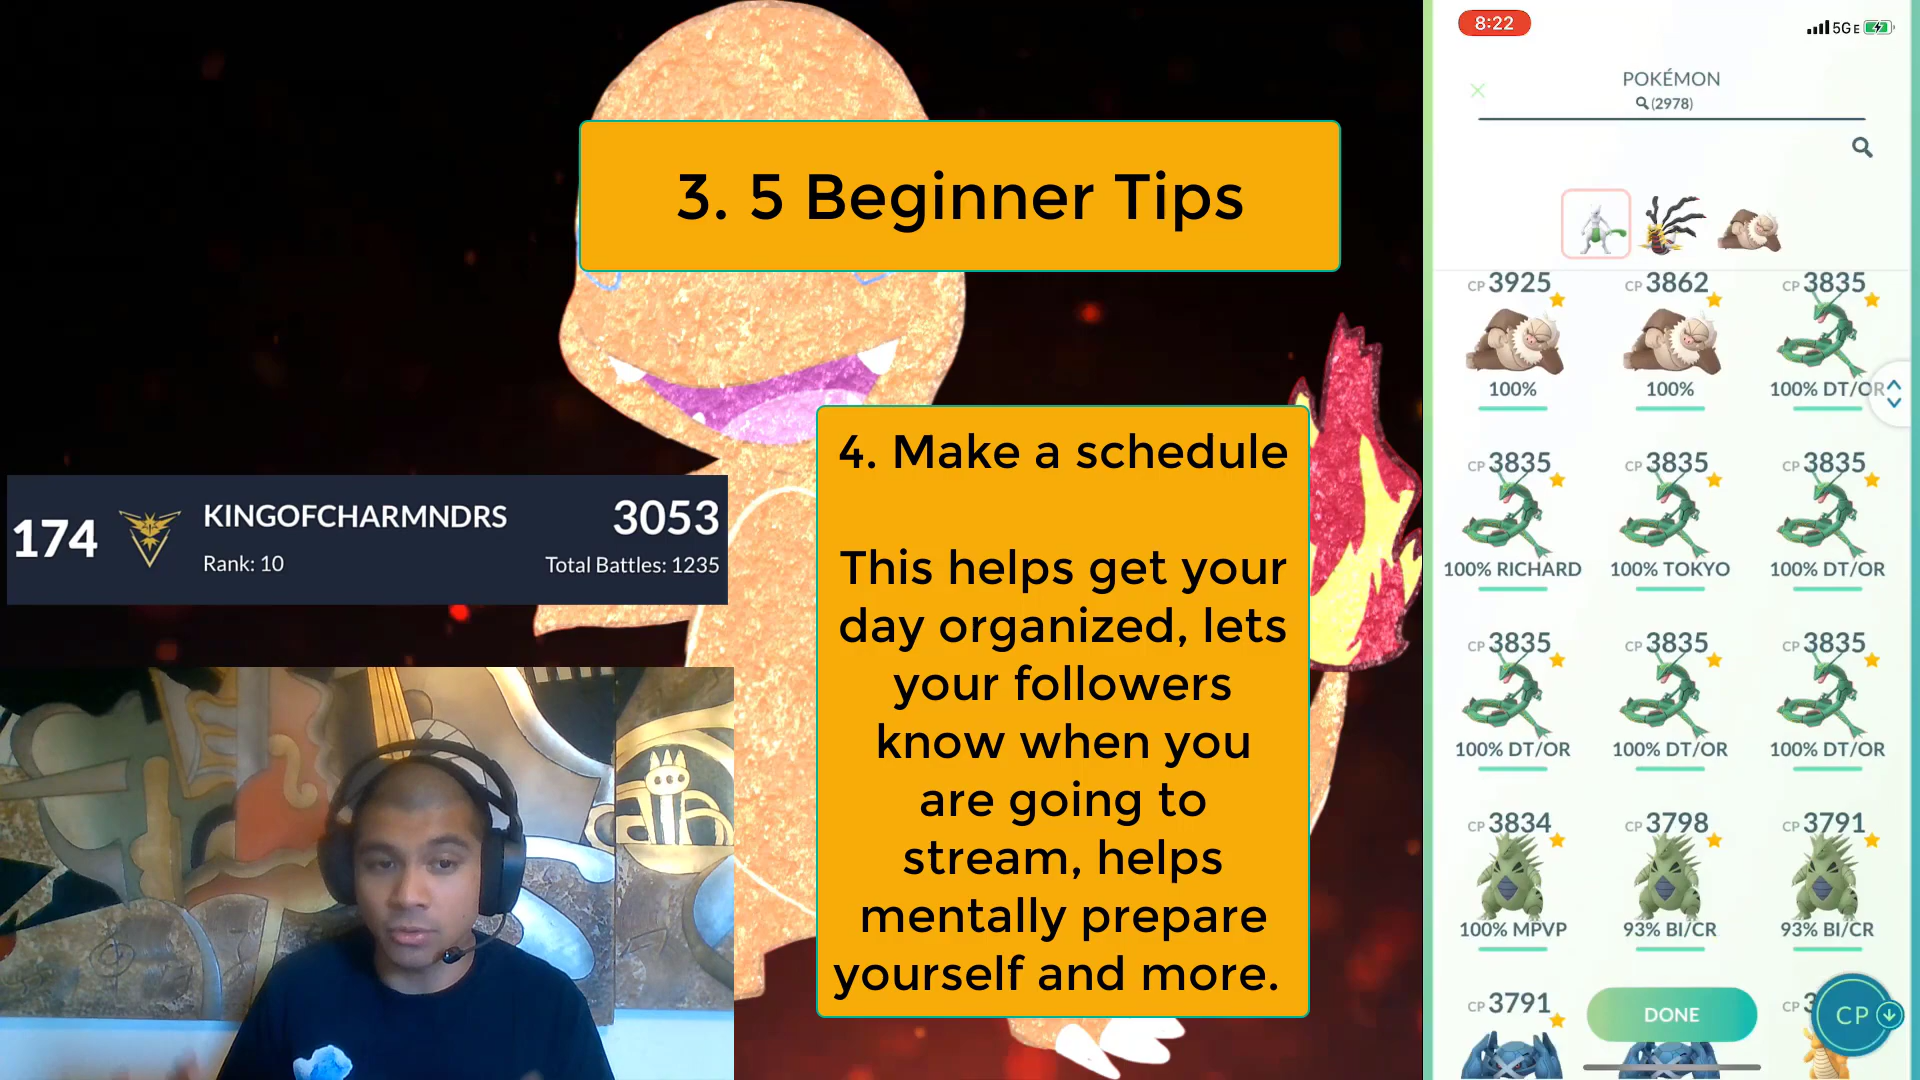 3. 5 Beginner Tips
4. Make a schedule
This helps get your
day organized, lets
your followers
know when you
are going to
stream, helps
mentally prepare
yourself and more.
174
KINGOFCHARMNDRS
3053
Rank: 10
Total Battles: 1235
8:22
5GE
POKÉMON
(2978)
CP 3925
CP 3862
CP 3835
100%
100%
100% DT/OR
CP 3835
CP 3835
CP 3835
100% RICHARD
100% TOKYO
100% DT/OR
CP 3835
CP 3835
CP 3835
100% DT/OR
100% DT/OR
100% DT/OR
CP 3834
CP 3798
CP 3791
100% MPVP
93% BI/CR
93% BI/CR
CP 3791
DONE
CP
CP